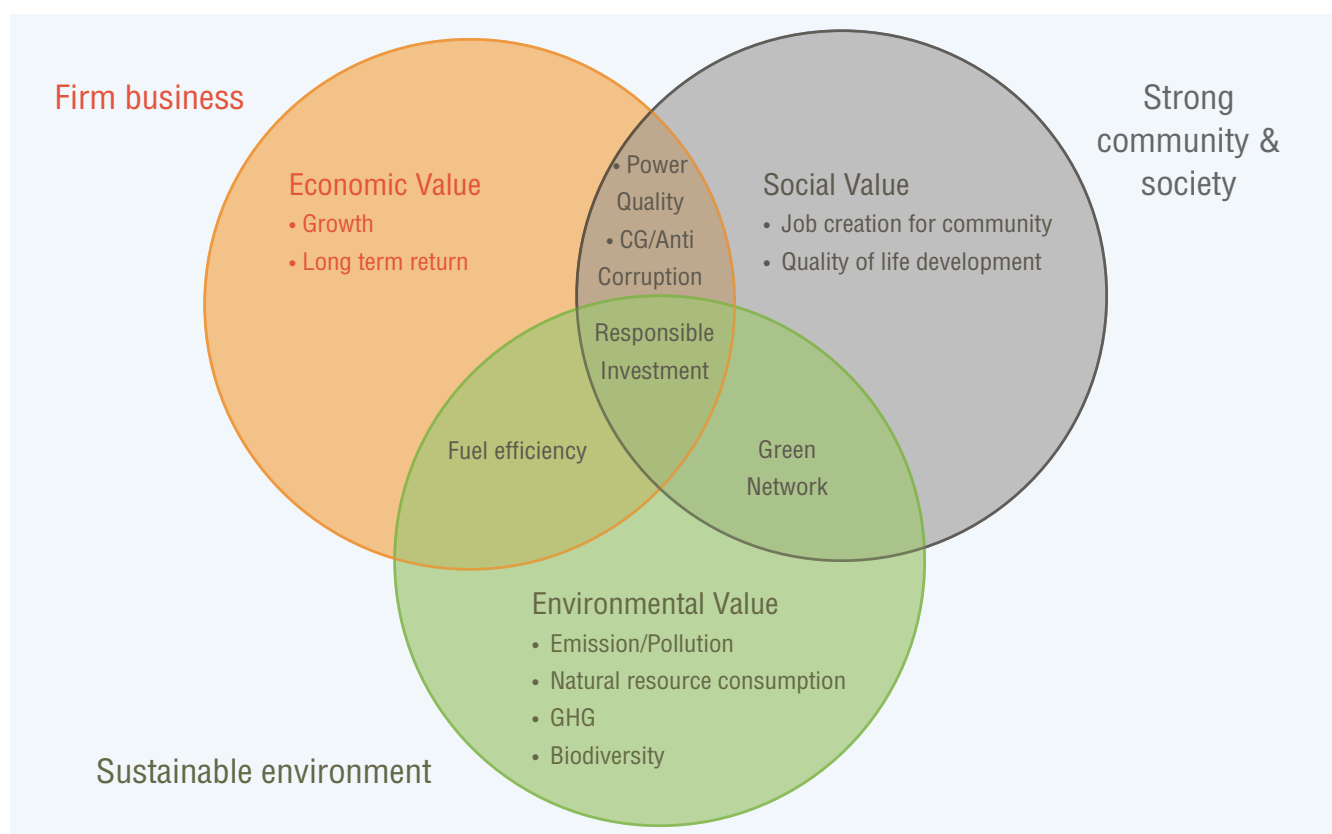 Firm business
Strong
community &
society
Economic Value
• Growth
• Long term return
• Power
Quality
• CG/Anti
Corruption
Social Value
• Job creation for community
• Quality of life development
Responsible
Investment
Fuel efficiency
Green
Network
Environmental Value
• Emission/Pollution
• Natural resource consumption
• GHG
• Biodiversity
Sustainable environment